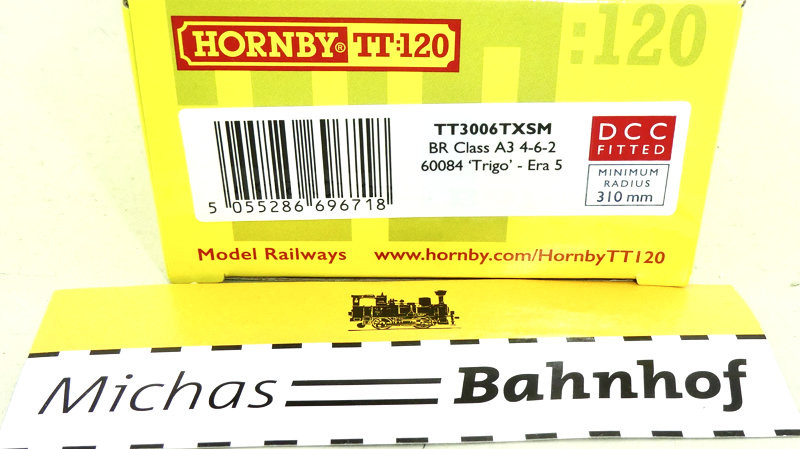 HORNBY® TT:120
:120
TT3006TXSM
BR Class A3 4-6-2
60084 ‘Trigo’ - Era 5
DCC
FITTED
MINIMUM
RADIUS
310 mm
5 055286 696718
Model Railways www.hornby.com/HornbyTT120
Michas Bahnhof